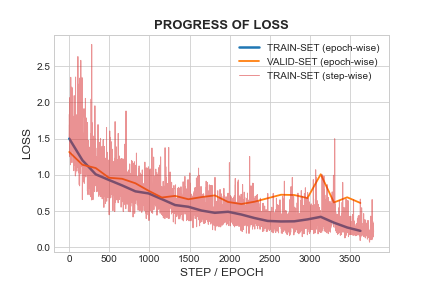 PROGRESS OF LOSS
TRAIN-SET (epoch-wise)
VALID-SET (epoch-wise)
TRAIN-SET (step-wise)
LOSS
2.5
2.0
1.5
1.0
0.5
0.0
0 500 1000 1500 2000 2500 3000 3500
STEP / EPOCH